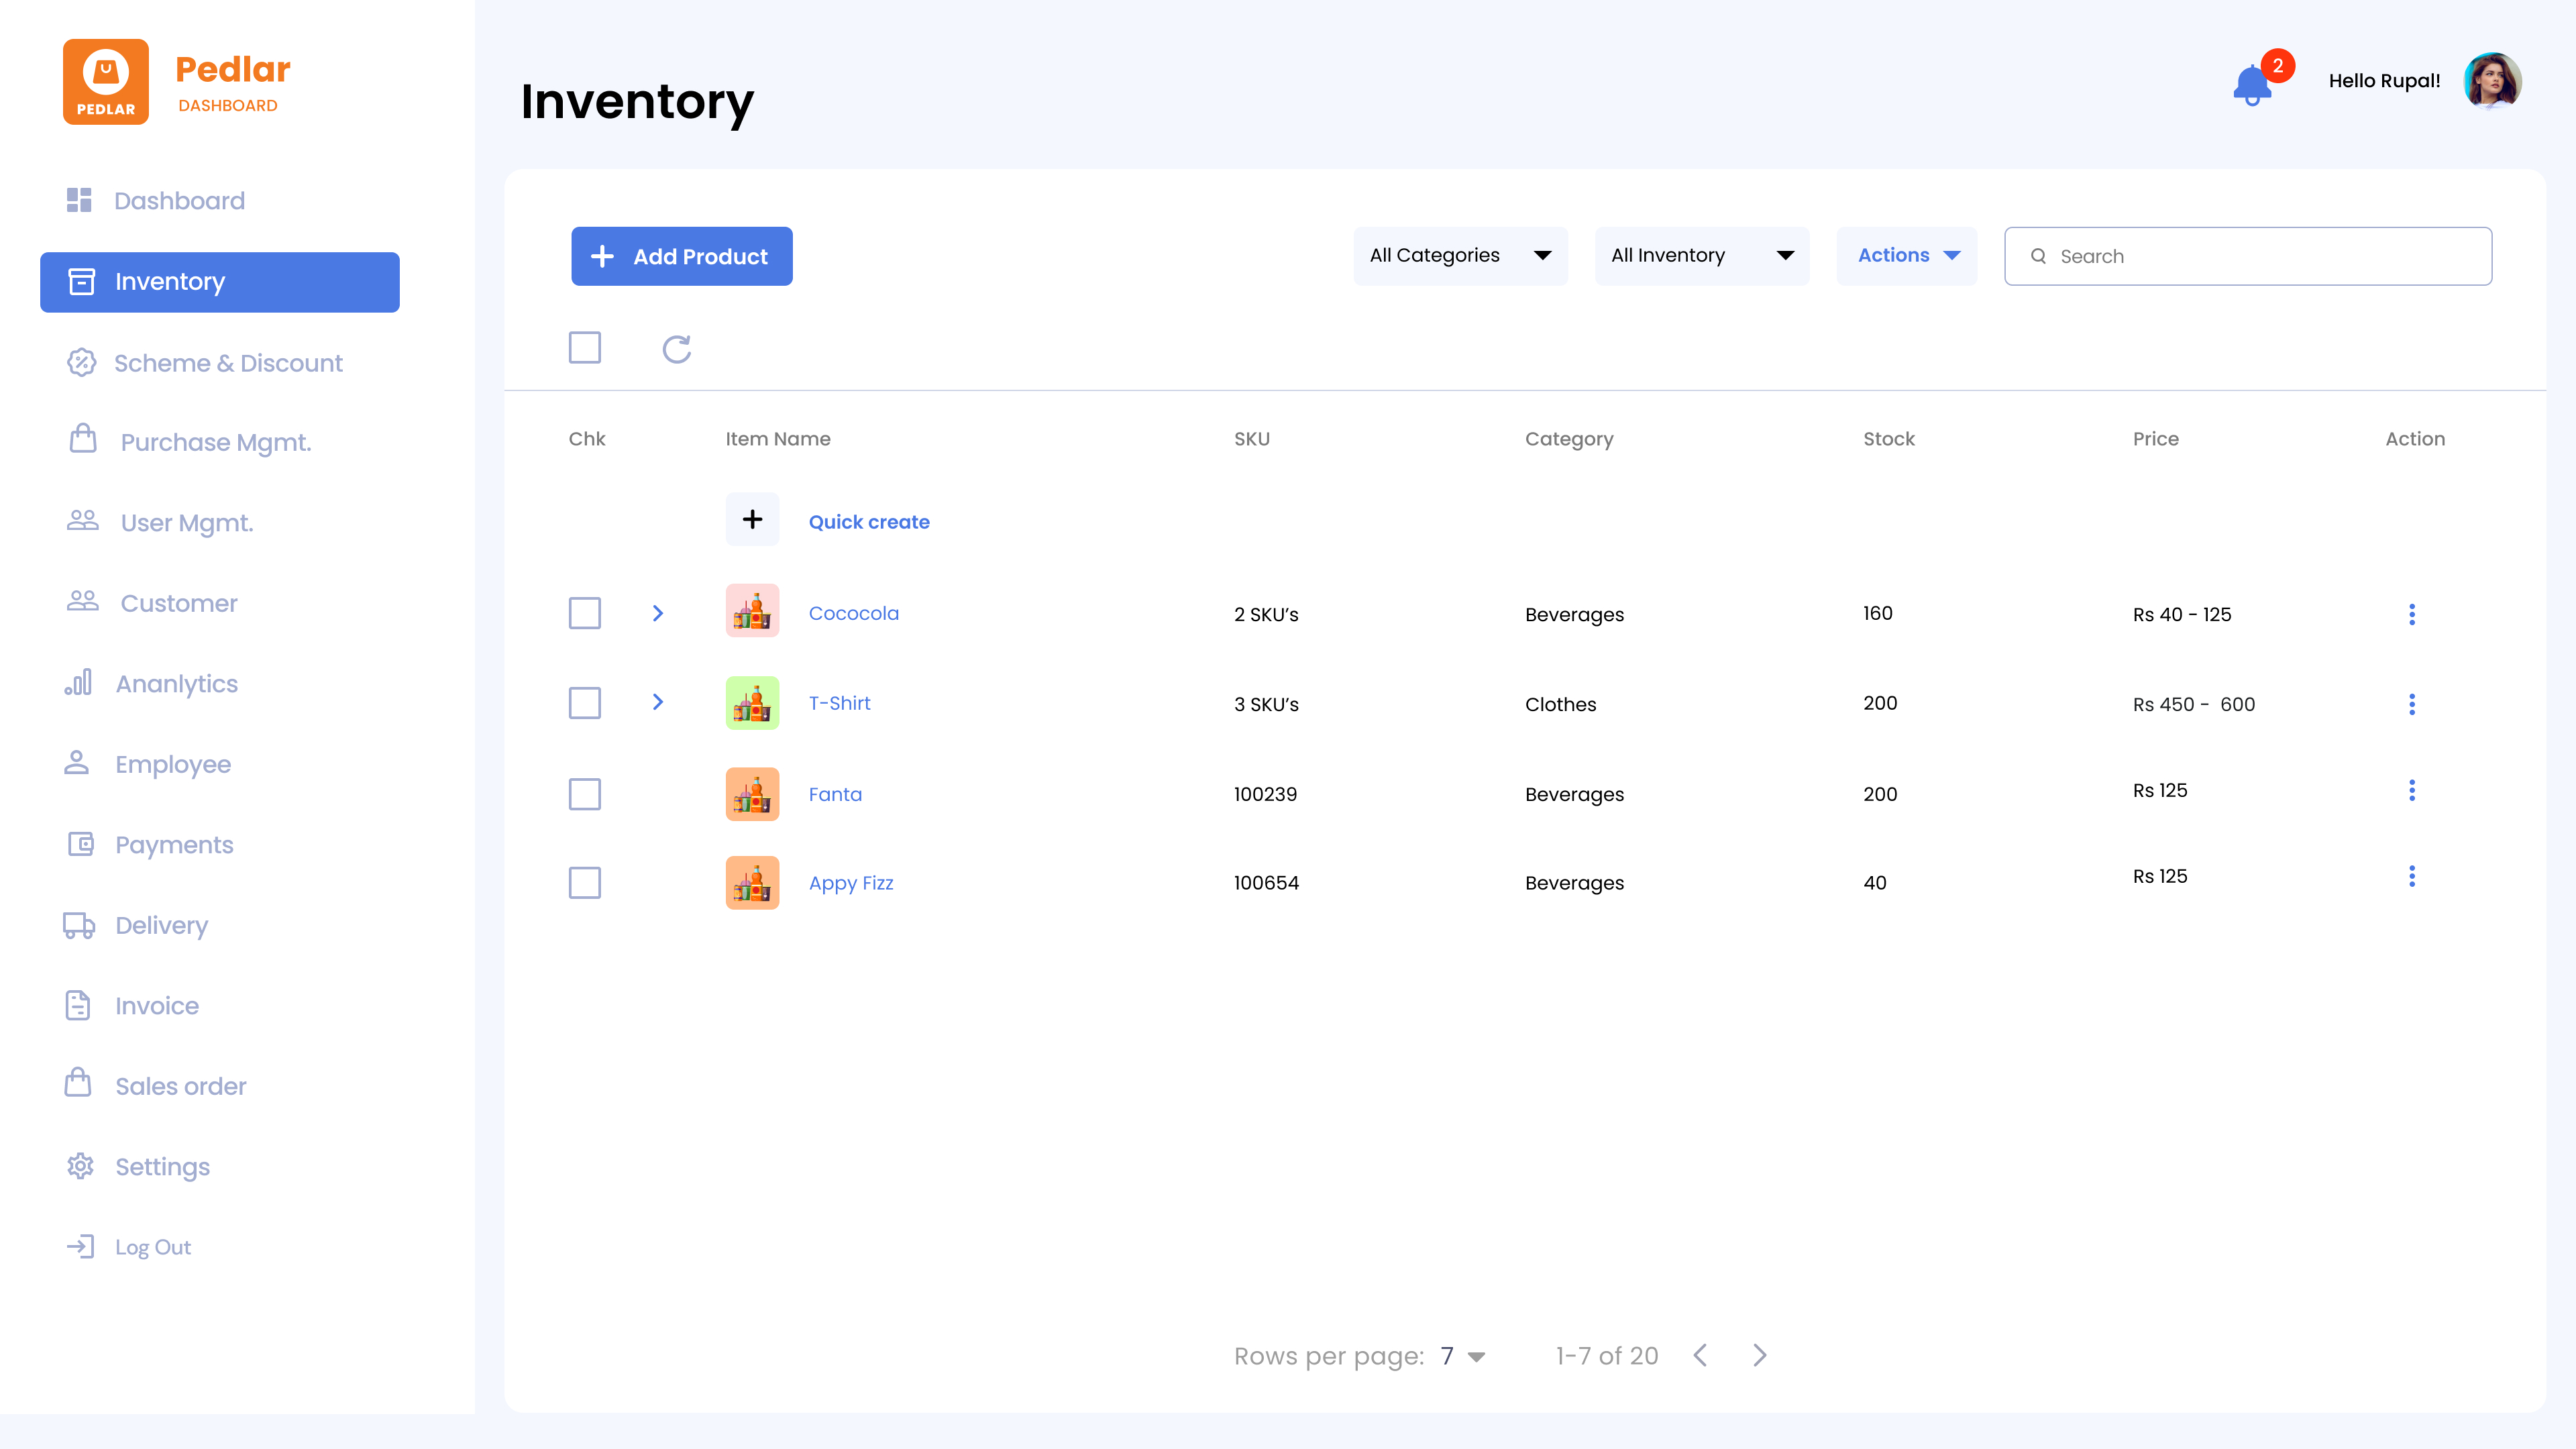 PEDLAR
Pedlar
DASHBOARD
Dashboard
Inventory
Scheme & Discount
Purchase Mgmt.
User Mgmt.
Customer
Ananlytics
Employee
Payments
Delivery
Invoice
Sales order
Settings
Log Out
Inventory
2
Hello Rupal!
Add Product
All Categories
All Inventory
Actions
Search
Chk Item Name SKU Category Stock Price Action
Quick create
Cococola 2 SKU’s Beverages 160 Rs 40 - 125
T-Shirt 3 SKU’s Clothes 200 Rs 450 - 600
Fanta 100239 Beverages 200 Rs 125
Appy Fizz 100654 Beverages 40 Rs 125
Rows per page: 7 1-7 of 20